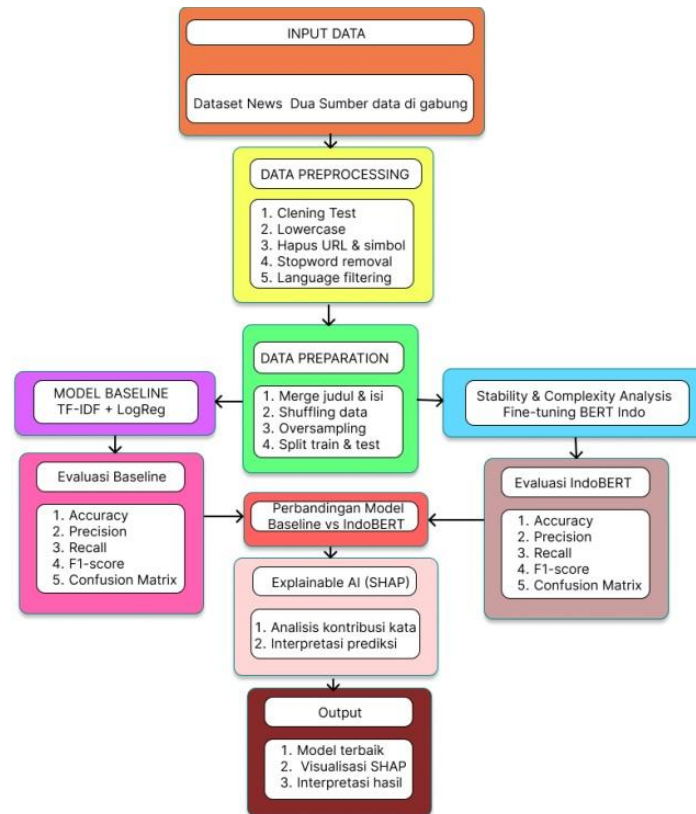 INPUT DATA
Dataset News Dua Sumber data di gabung
DATA PREPROCESSING
1. Clening Test
2. Lowercase
3. Hapus URL & simbol
4. Stopword removal
5. Language filtering
DATA PREPARATION
1. Merge judul & isi
2. Shuffling data
3. Oversampling
4. Split train & test
MODEL BASELINE
TF-IDF + LogReg
Stability & Complexity Analysis
Fine-tuning BERT Indo
Evaluasi Baseline
1. Accuracy
2. Precision
3. Recall
4. F1-score
5. Confusion Matrix
Perbandingan Model
Baseline vs IndoBERT
Evaluasi IndoBERT
1. Accuracy
2. Precision
3. Recall
4. F1-score
5. Confusion Matrix
Explainable AI (SHAP)
1. Analisis kontribusi kata
2. Interpretasi prediksi
Output
1. Model terbaik
2. Visualisasi SHAP
3. Interpretasi hasil